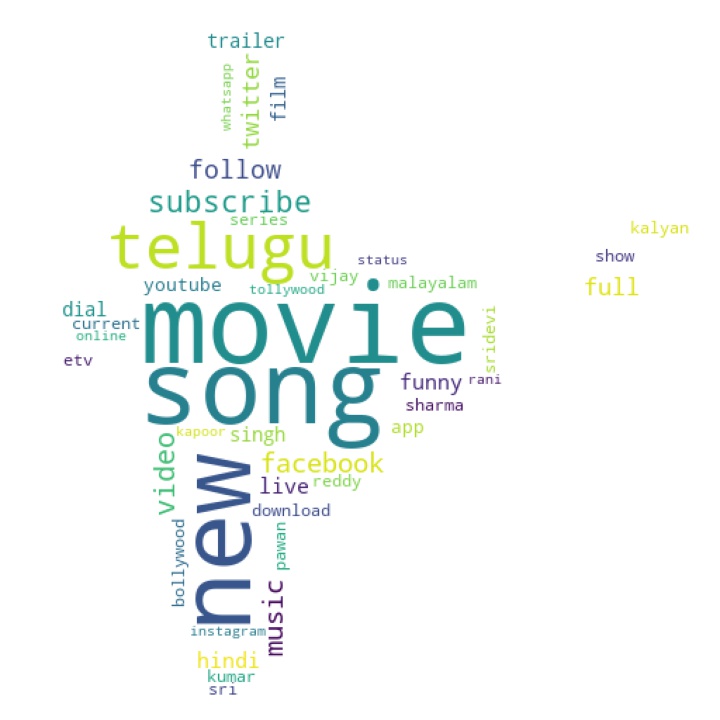 trailer
whatsapp
twitter
film
follow
subscribe
series
kalyan
telugu
status
show
vijay
malayalam
youtube
tollywood
full
dial
current
online
movie
sridevi
etv
song
funny
rani
sharma
kapoor
singh
app
video
facebook
new
live
reddy
download
bollywood
pawan
music
instagram
hindi
kumar
sri